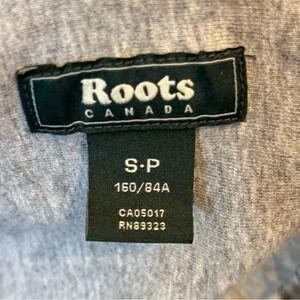 Roots
CANADA
S·P
160/84A
CA05017
RN89323